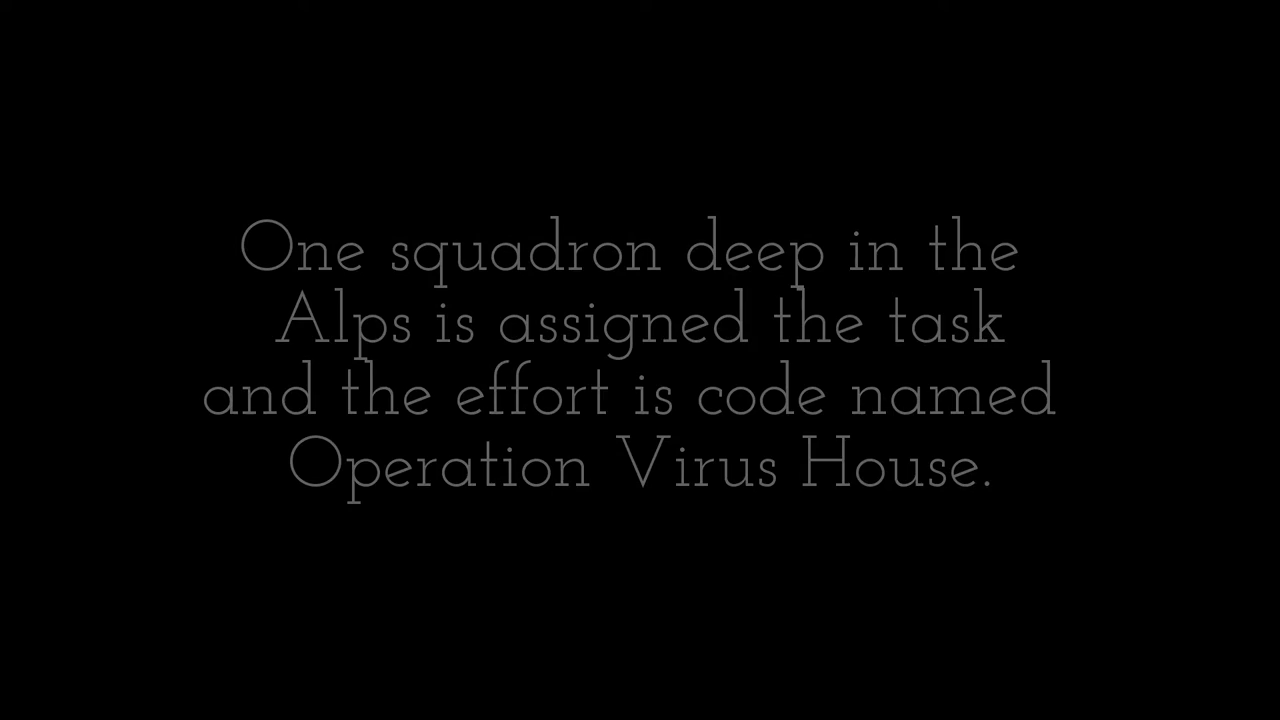 One squadron deep in the
Alps is assigned the task
and the effort is code named
Operation Virus House.